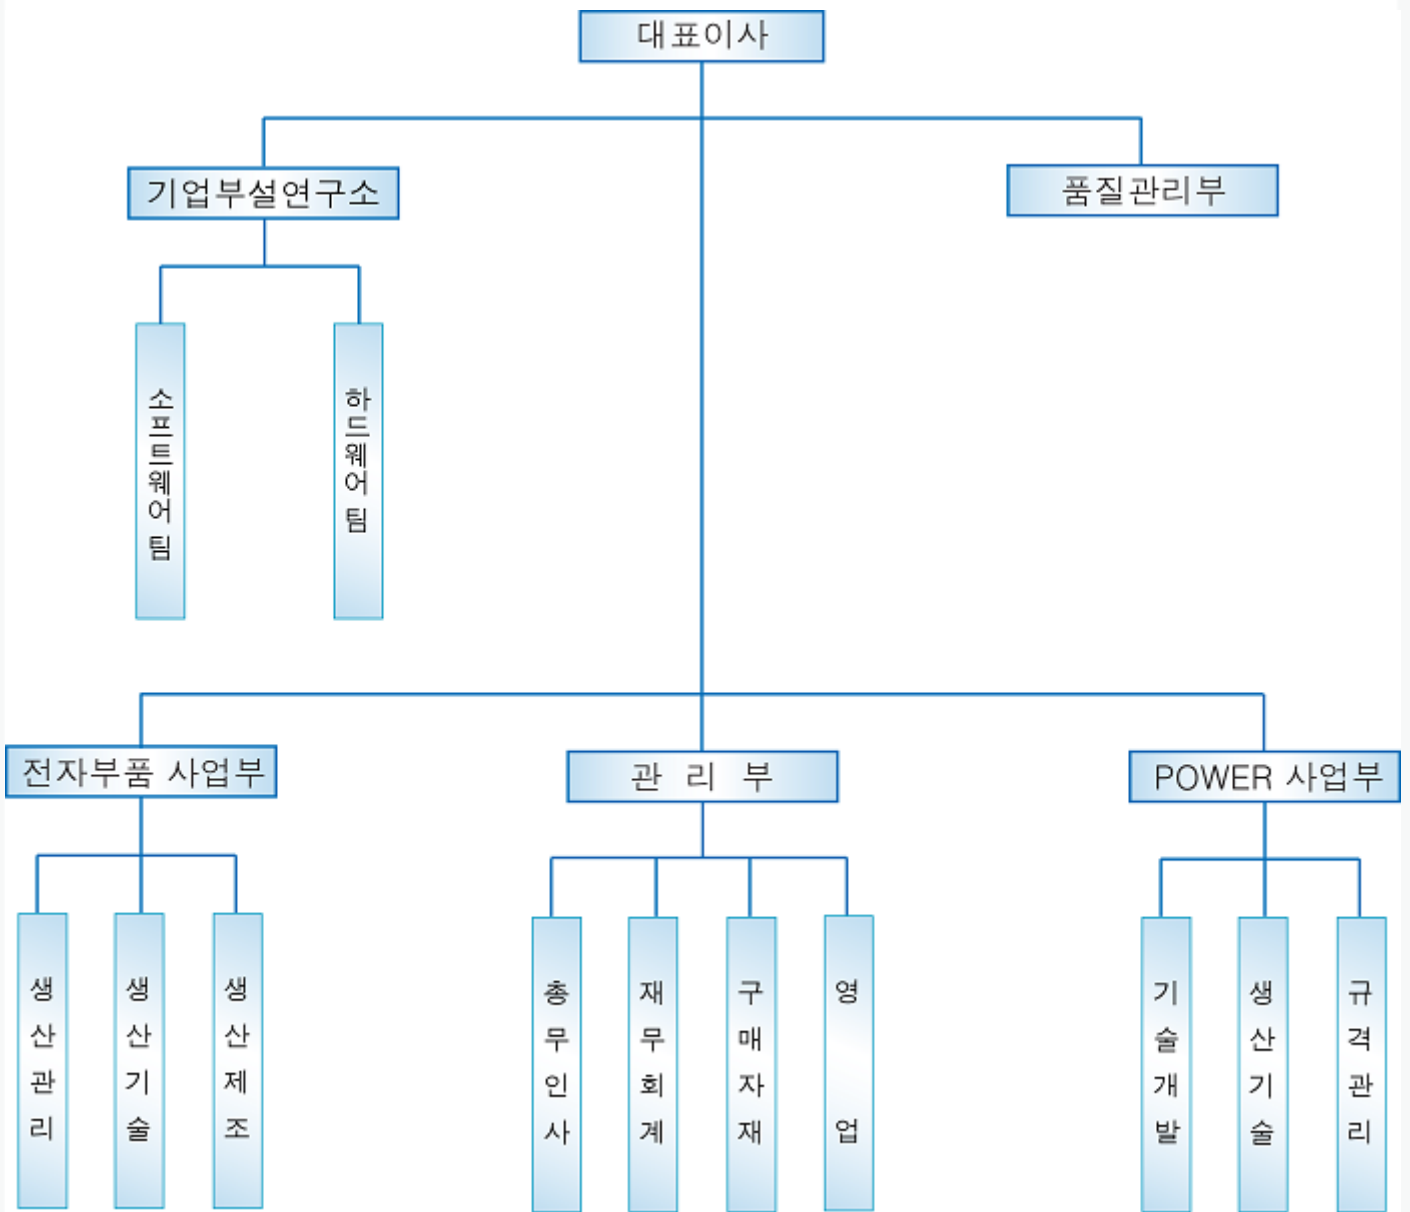 대표이사
기업부설연구소
품질관리부
소프트웨어팀
하드웨어팀
전자부품 사업부
관 리 부
POWER 사업부
생산관리
생산기술
생산제조
총무인사
재무회계
구매자재
영 업
기술개발
생산기술
규격관리